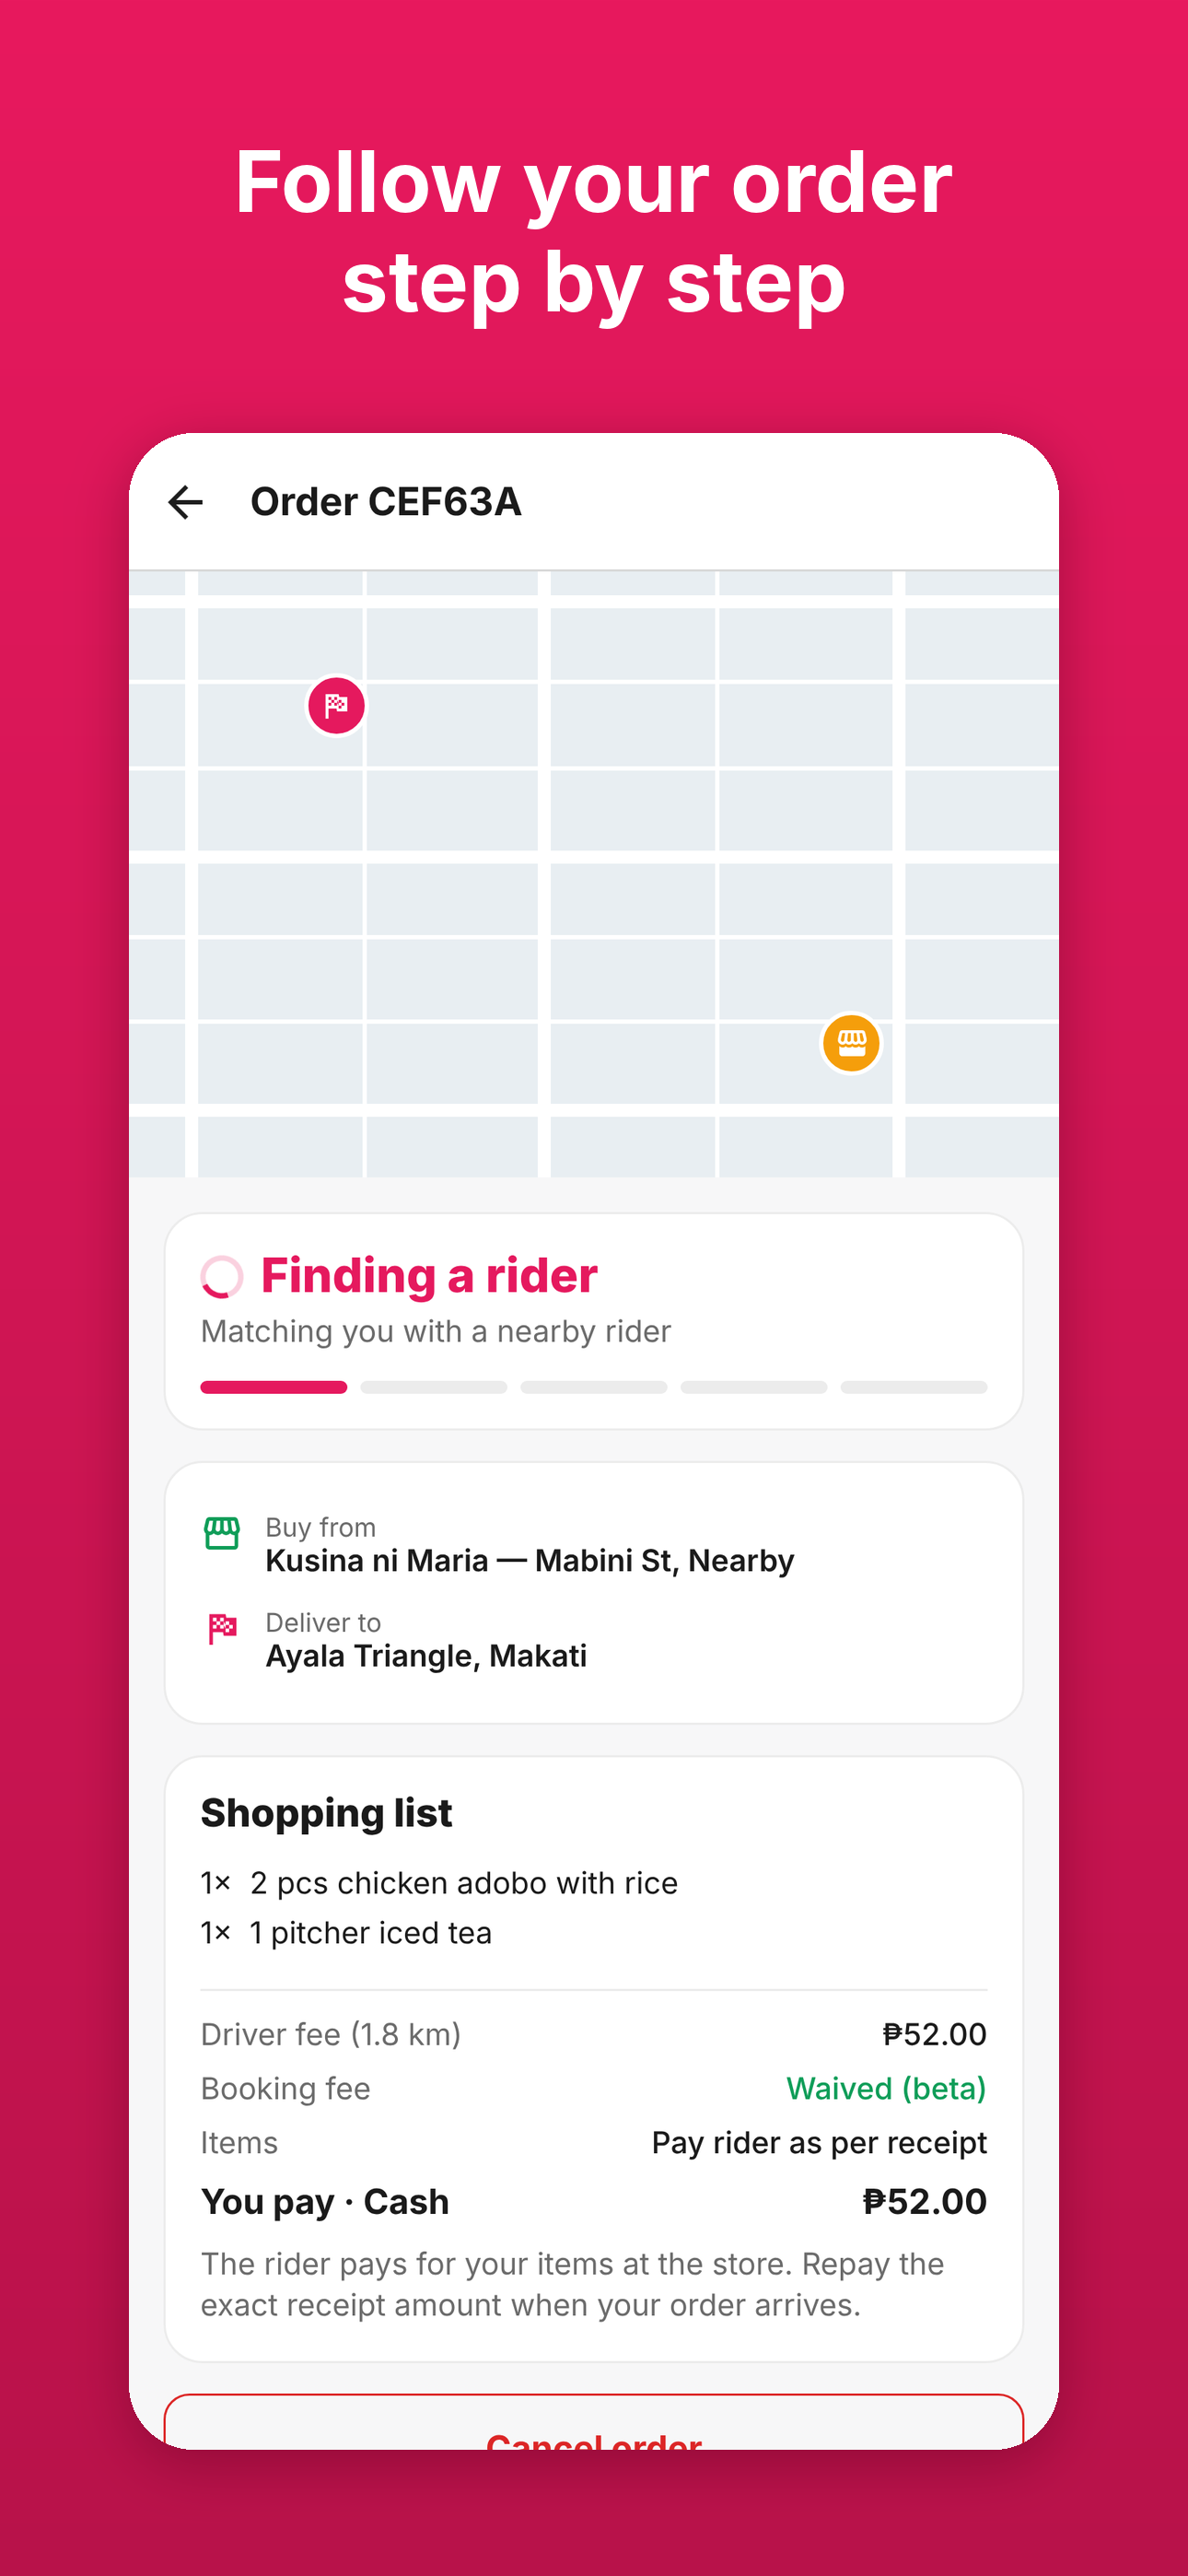 Follow your order
step by step
Order CEF63A
Finding a rider
Matching you with a nearby rider
Buy from
Kusina ni Maria — Mabini St, Nearby
Deliver to
Ayala Triangle, Makati
Shopping list
1× 2 pcs chicken adobo with rice
1× 1 pitcher iced tea
Driver fee (1.8 km) ₱52.00
Booking fee Waived (beta)
Items Pay rider as per receipt
You pay · Cash ₱52.00
The rider pays for your items at the store. Repay the
exact receipt amount when your order arrives.
Cancel order